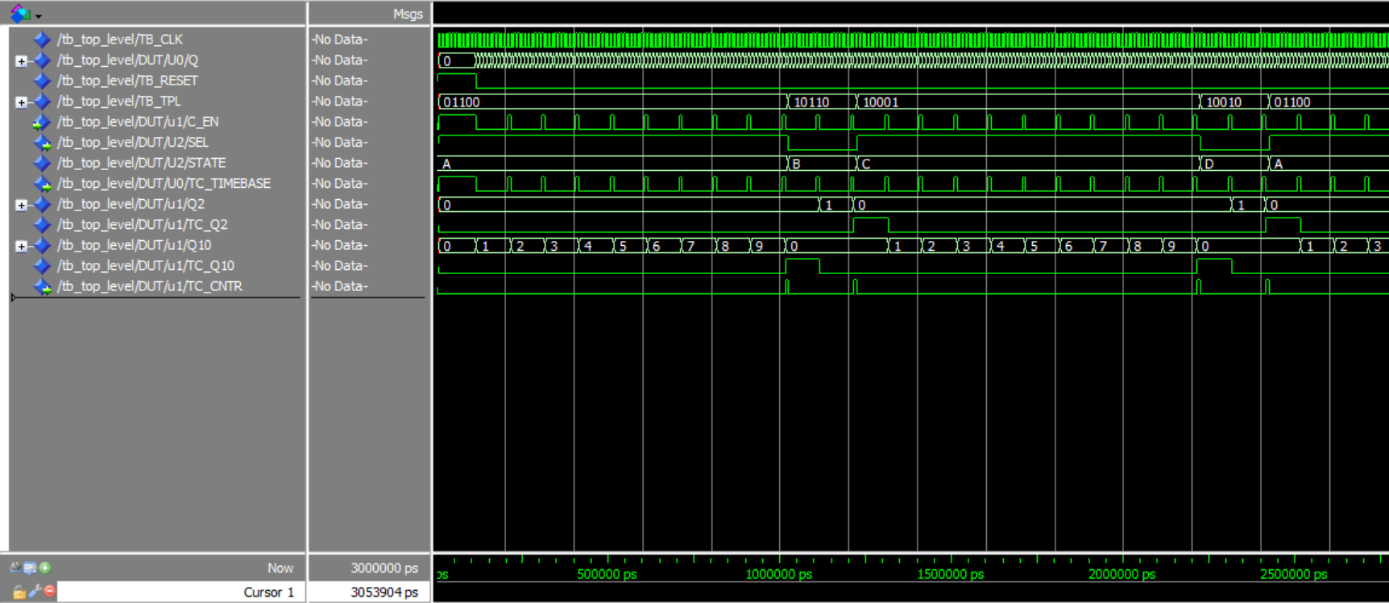 Msgs
/tb_top_level/TB_CLK -No Data-
/tb_top_level/DUT/U0/Q -No Data- 0
/tb_top_level/TB_RESET -No Data-
/tb_top_level/TB_TPL -No Data- 01100 10110 10001 10010 01100
/tb_top_level/DUT/u1/C_EN -No Data-
/tb_top_level/DUT/U2/SEL -No Data-
/tb_top_level/DUT/U2/STATE -No Data- A B C D A
/tb_top_level/DUT/U0/TC_TIMEBASE -No Data-
/tb_top_level/DUT/u1/Q2 -No Data- 0 1 0 1 0
/tb_top_level/DUT/u1/TC_Q2 -No Data-
/tb_top_level/DUT/u1/Q10 -No Data- 0 1 2 3 4 5 6 7 8 9 0 1 2 3 4 5 6 7 8 9 0 1 2 3
/tb_top_level/DUT/u1/TC_Q10 -No Data-
/tb_top_level/DUT/u1/TC_CNTR -No Data-
Now 3000000 ps ps 500000 ps 1000000 ps 1500000 ps 2000000 ps 2500000 ps
Cursor 1 3053904 ps